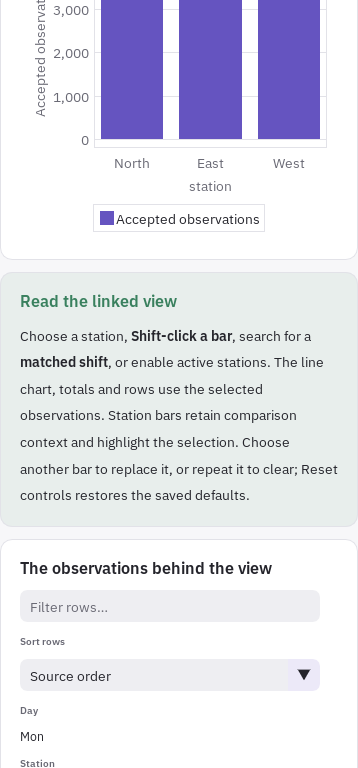 3,000
2,000
1,000
0
Accepted observat
North East West
station
Accepted observations
Read the linked view
Choose a station, Shift-click a bar, search for a
matched shift, or enable active stations. The line
chart, totals and rows use the selected
observations. Station bars retain comparison
context and highlight the selection. Choose
another bar to replace it, or repeat it to clear; Reset
controls restores the saved defaults.
The observations behind the view
Filter rows...
Sort rows
Source order
Day
Mon
Station